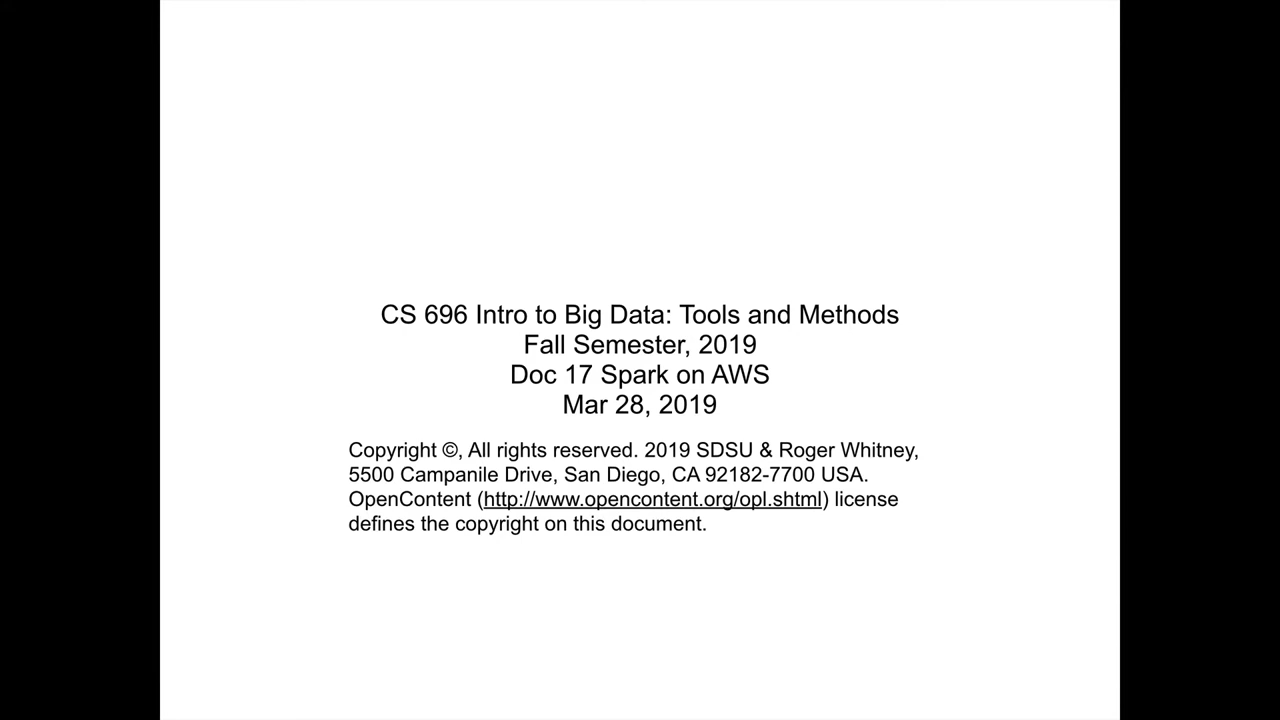 CS 696 Intro to Big Data: Tools and Methods
Fall Semester, 2019
Doc 17 Spark on AWS
Mar 28, 2019
Copyright ©, All rights reserved. 2019 SDSU & Roger Whitney,
5500 Campanile Drive, San Diego, CA 92182-7700 USA.
OpenContent (http://www.opencontent.org/opl.shtml) license
defines the copyright on this document.